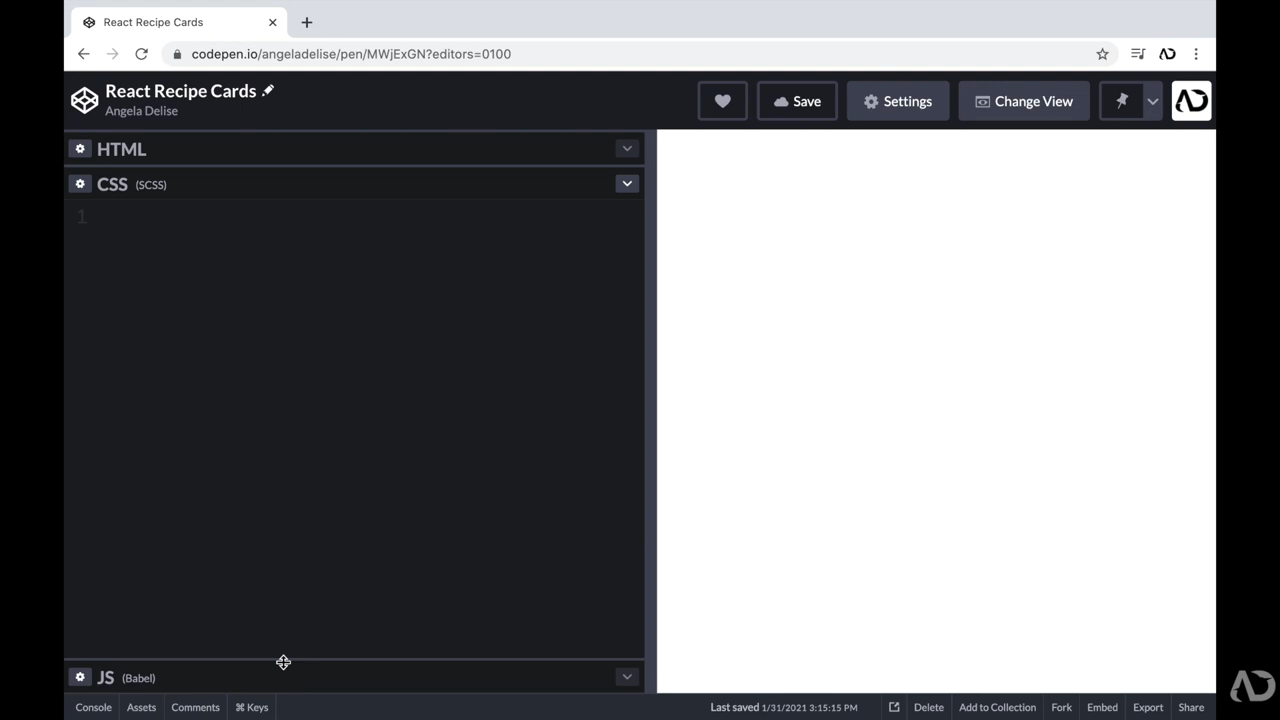 React Recipe Cards
codepen.io/angeladelise/pen/MWjExGN?editors=0100
React Recipe Cards
Angela Delise
Save
Settings
Change View
HTML
CSS (SCSS)
1
JS (Babel)
Console
Assets
Comments
⌘ Keys
Last saved 1/31/2021 3:15:15 PM
Delete
Add to Collection
Fork
Embed
Export
Share